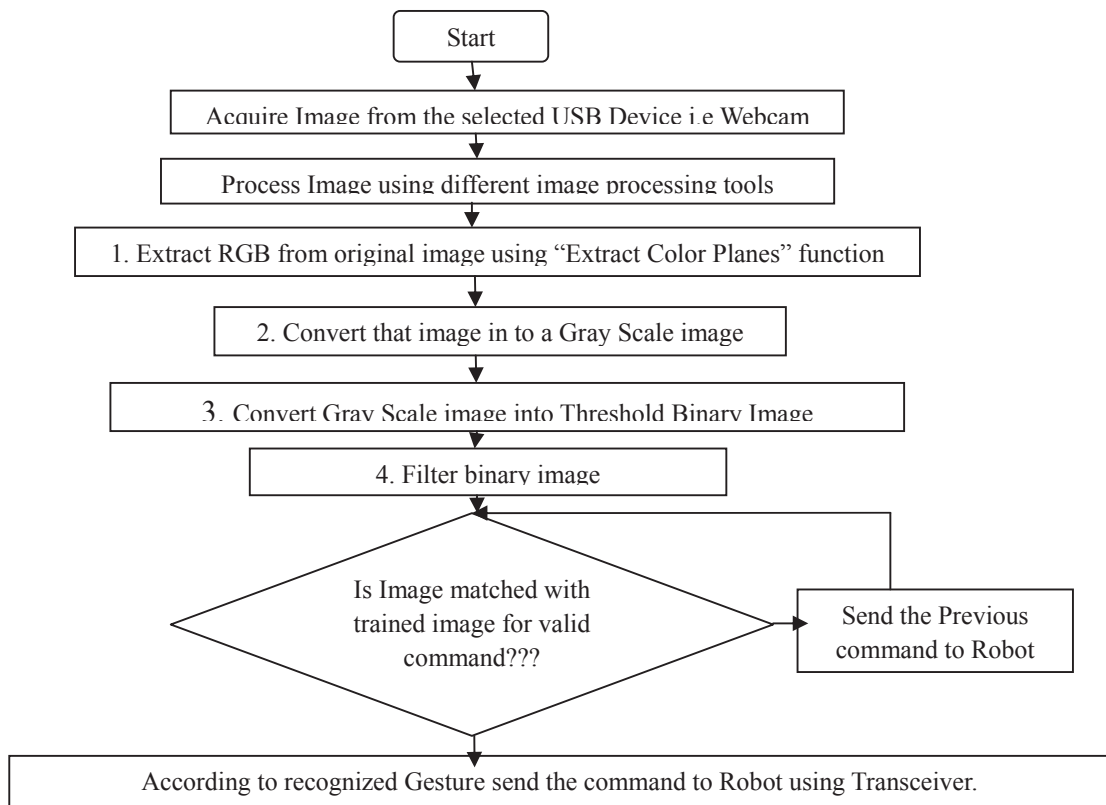 Start
Acquire Image from the selected USB Device i.e Webcam
Process Image using different image processing tools
1. Extract RGB from original image using “Extract Color Planes” function
2. Convert that image in to a Gray Scale image
3. Convert Gray Scale image into Threshold Binary Image
4. Filter binary image
Is Image matched with
trained image for valid
command???
Send the Previous
command to Robot
According to recognized Gesture send the command to Robot using Transceiver.